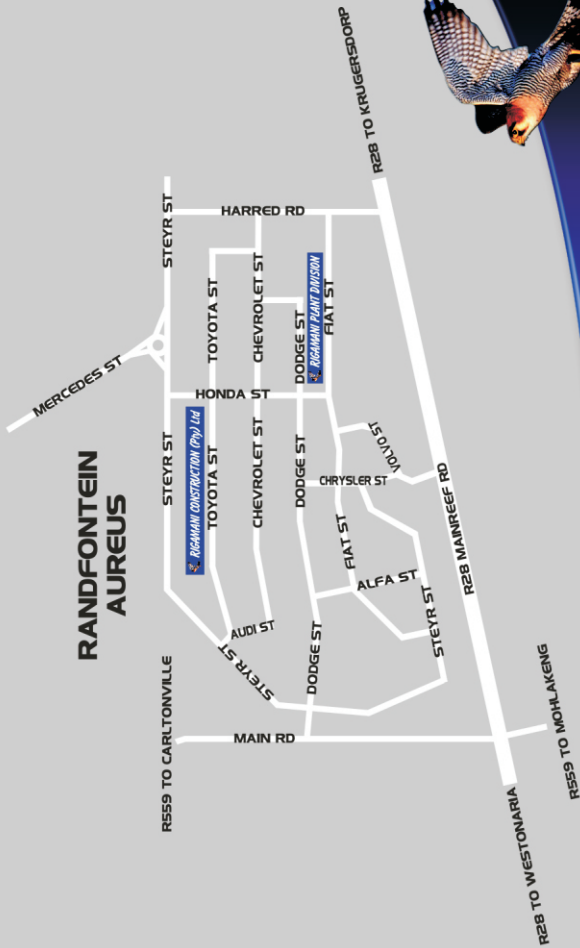 RANDFONTEIN
AUREUS
R28 TO KRUGERSDORP
STEYR ST
HARRED RD
MERCEDES ST
TOYOTA ST
CHEVROLET ST
RIGAMANI PLANT DIVISION
FIAT ST
DODGE ST
HONDA ST
STEYR ST
RIGAMANI CONSTRUCTION (Pty) Ltd
TOYOTA ST
CHEVROLET ST
DODGE ST
VOLVO ST
CHRYSLER ST
R28 MAINREEF RD
FIAT ST
ALFA ST
STEYR ST
AUDI ST
STEYR ST
DODGE ST
MAIN RD
R559 TO CARLTONVILLE
R559 TO MOHLAKENG
R28 TO WESTONARIA